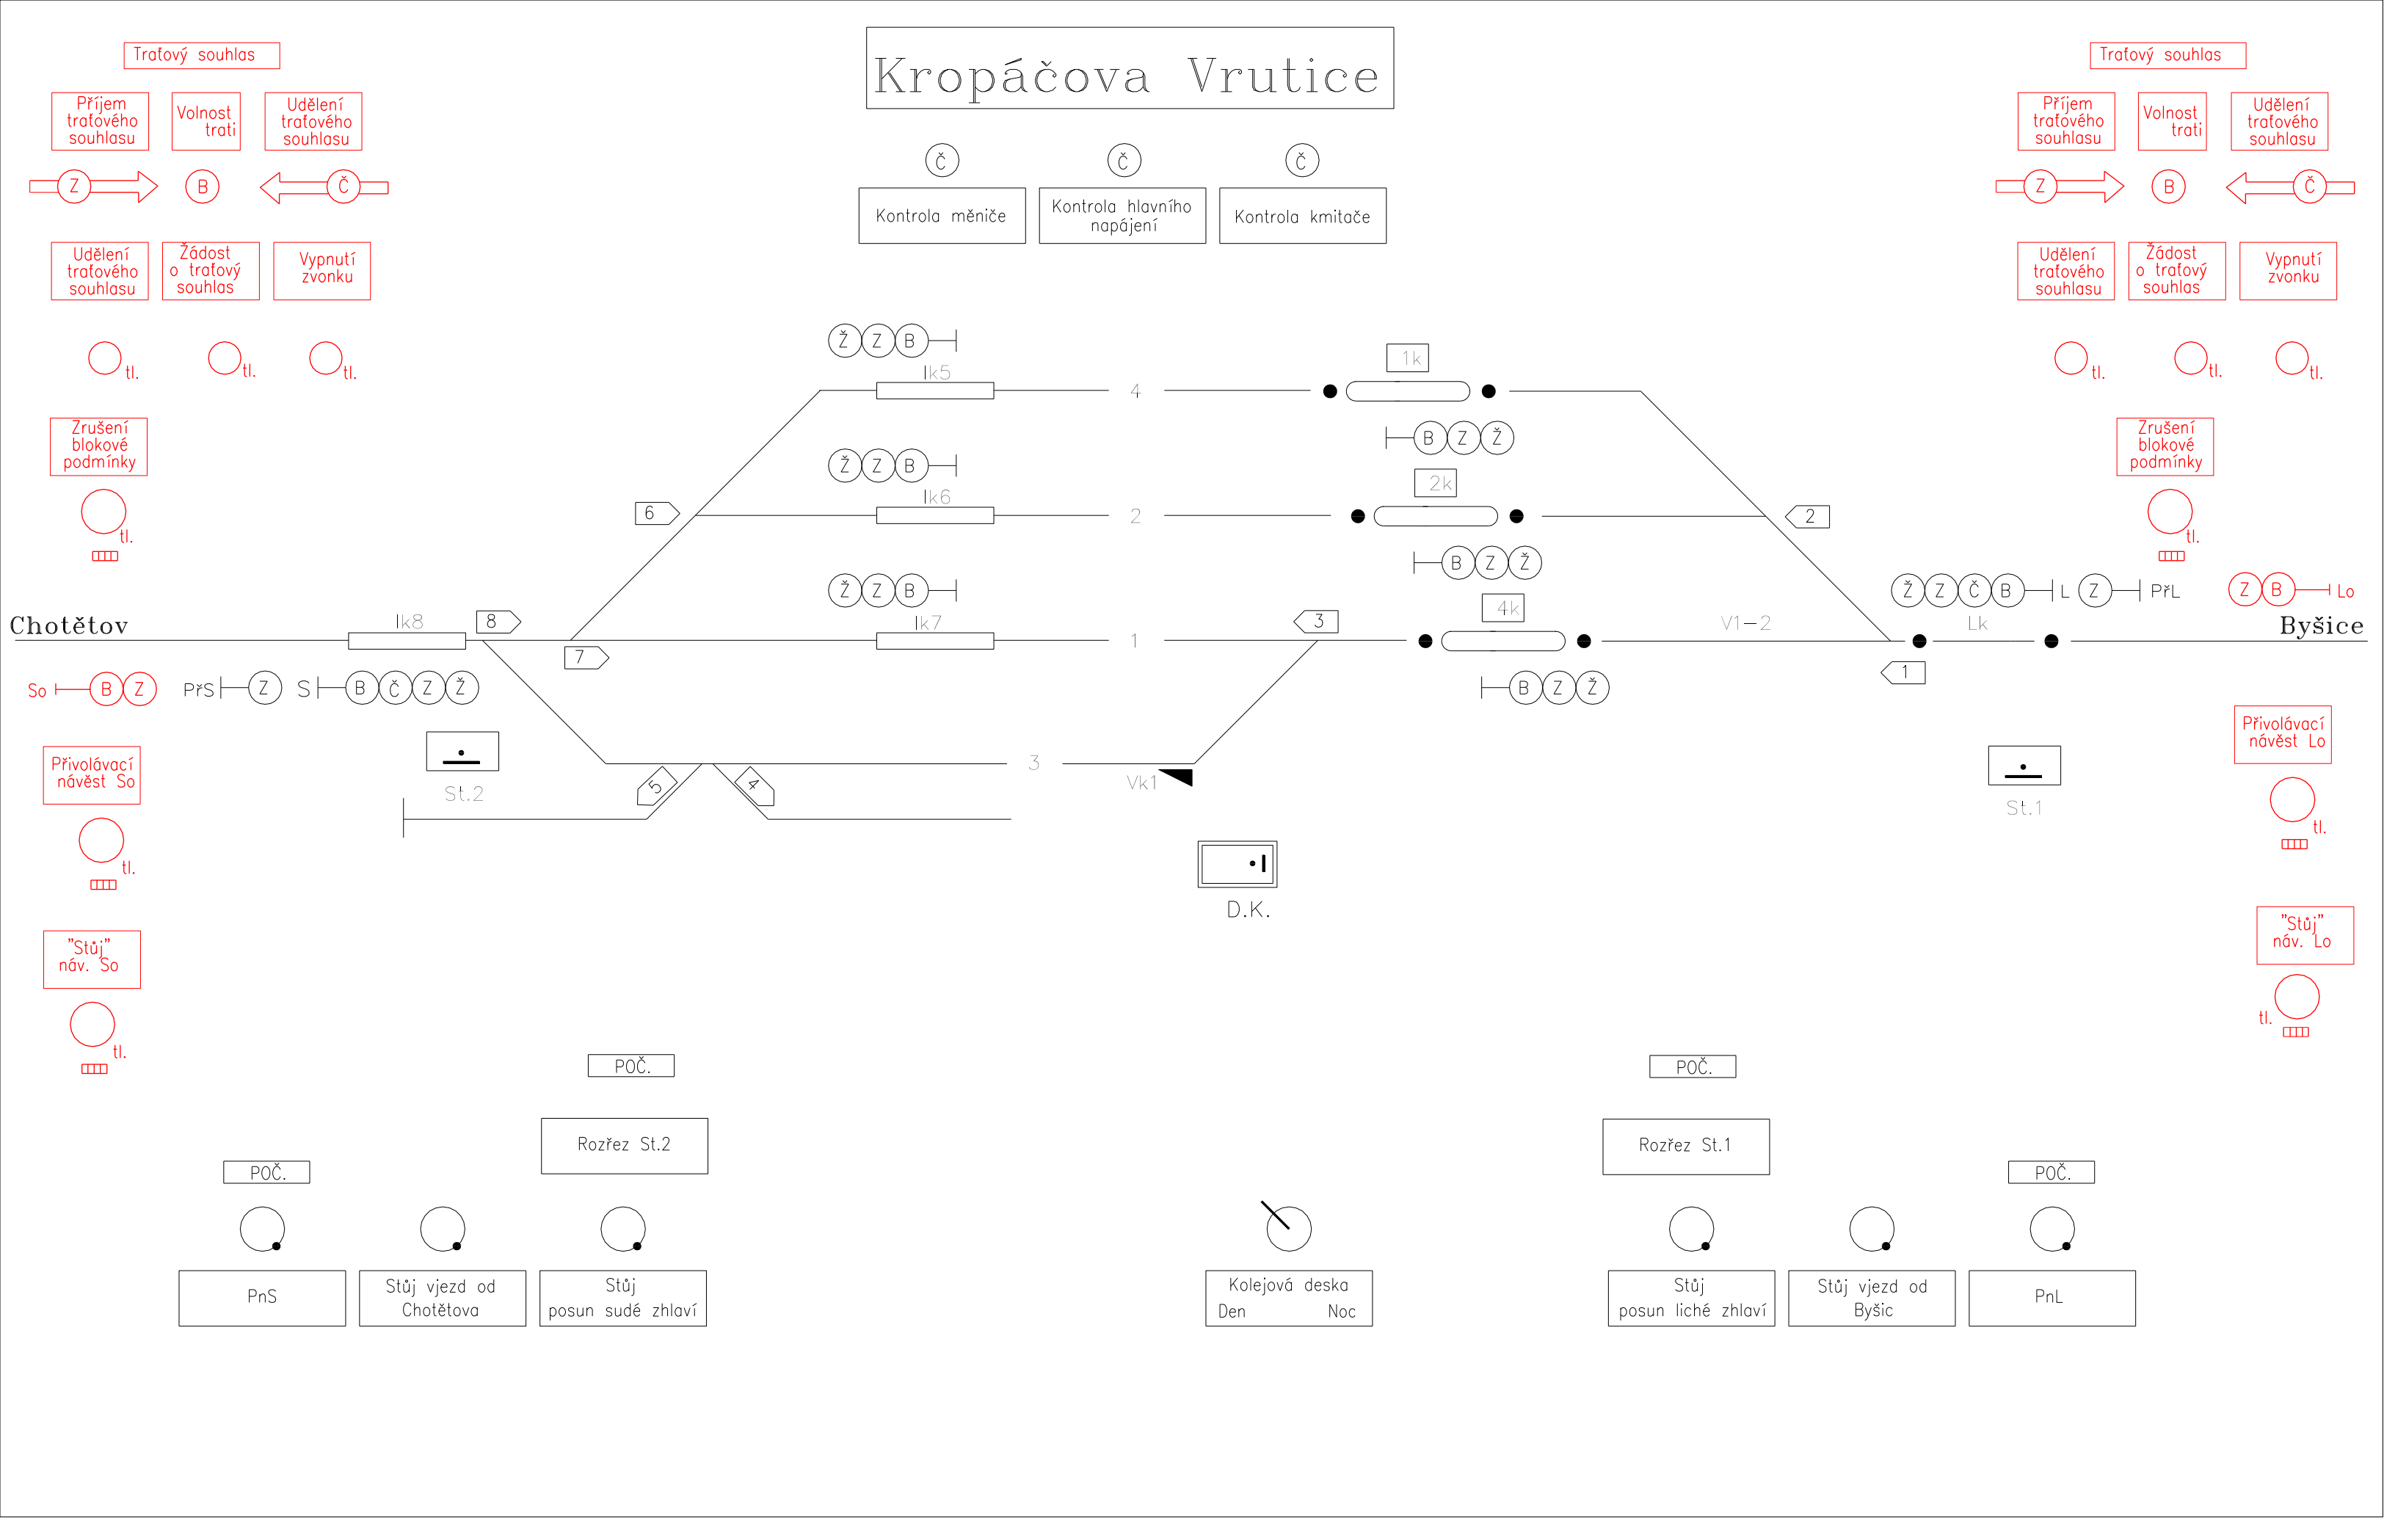 Kropáčova Vrutice
Traťový souhlas
Příjem
traťového
souhlasu
Volnost
trati
Udělení
traťového
souhlasu
Z
B
Č
Udělení
traťového
souhlasu
Žádost
o traťový
souhlas
Vypnutí
zvonku
tl.
tl.
tl.
Zrušení
blokové
podmínky
tl.
Č
Č
Č
Kontrola měniče
Kontrola hlavního
napájení
Kontrola kmitače
Traťový souhlas
Příjem
traťového
souhlasu
Volnost
trati
Udělení
traťového
souhlasu
Z
B
Č
Udělení
traťového
souhlasu
Žádost
o traťový
souhlas
Vypnutí
zvonku
tl.
tl.
tl.
Zrušení
blokové
podmínky
tl.
Ž Z B
Ik5
4
1k
B Z Ž
Ž Z B
6
Ik6
2
2k
2
B Z Ž
Ž Z B
Chotětov
Ik8
8
7
Ik7
1
3
4k
V1-2
Ž Z Č B L
Z PřL
Z B Lo
Lk
1
Byšice
So B Z
PřS Z
S B Č Z Ž
B Z Ž
St.2
5
4
3
Vk1
St.1
D.K.
Přivolávací
návěst So
tl.
"Stůj"
náv. So
tl.
Přivolávací
návěst Lo
tl.
"Stůj"
náv. Lo
tl.
POČ.
Rozřez St.2
POČ.
PnS
Stůj vjezd od
Chotětova
Stůj
posun sudé zhlaví
Kolejová deska
Den Noc
POČ.
Rozřez St.1
POČ.
Stůj
posun liché zhlaví
Stůj vjezd od
Byšic
PnL